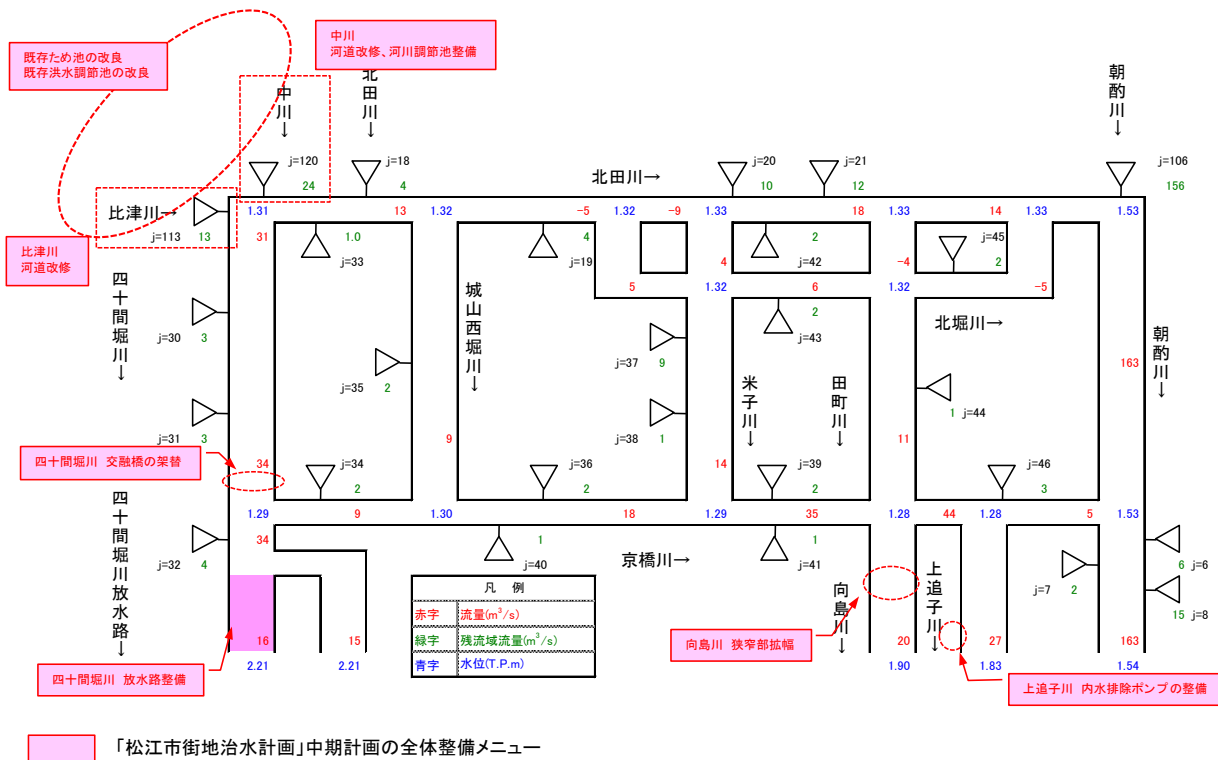 既存ため池の改良
既存洪水調節池の改良
中川
河道改修、河川調節池整備
中川→
北田川→
朝酌川→
j=120
24
j=18
4
北田川→
j=20
10
j=21
12
j=106
156
比津川→
j=113
13
1.31
13
1.32
-5
1.32
-9
1.33
18
1.33
14
1.33
1.53
31
1.0
j=33
4
j=19
4
2
j=42
-4
j=45
2
比津川
河道改修
四十間堀川→
城山西堀川→
5
1.32
6
1.32
-5
北堀川→
朝酌川→
j=30
3
2
j=43
j=37
9
163
j=35
2
米子川→
田町川→
1
j=44
j=31
3
j=38
1
9
11
四十間堀川 交融橋の架替
34
j=34
2
j=36
2
14
j=39
2
j=46
3
四十間堀川放水路→
1.29
9
1.30
18
1.29
35
1.28
44
1.28
5
1.53
34
j=32
4
1
j=40
京橋川→
1
j=41
向島川→
上追子川→
j=7
2
6
j=6
15
j=8
凡 例
赤字
流量(m³/s)
緑字
残流域流量(m³/s)
青字
水位(T.P.m)
16
15
20
27
163
2.21
2.21
1.90
1.83
1.54
四十間堀川 放水路整備
向島川 狭窄部拡幅
上追子川 内水排除ポンプの整備
「松江市街地治水計画」中期計画の全体整備メニュー